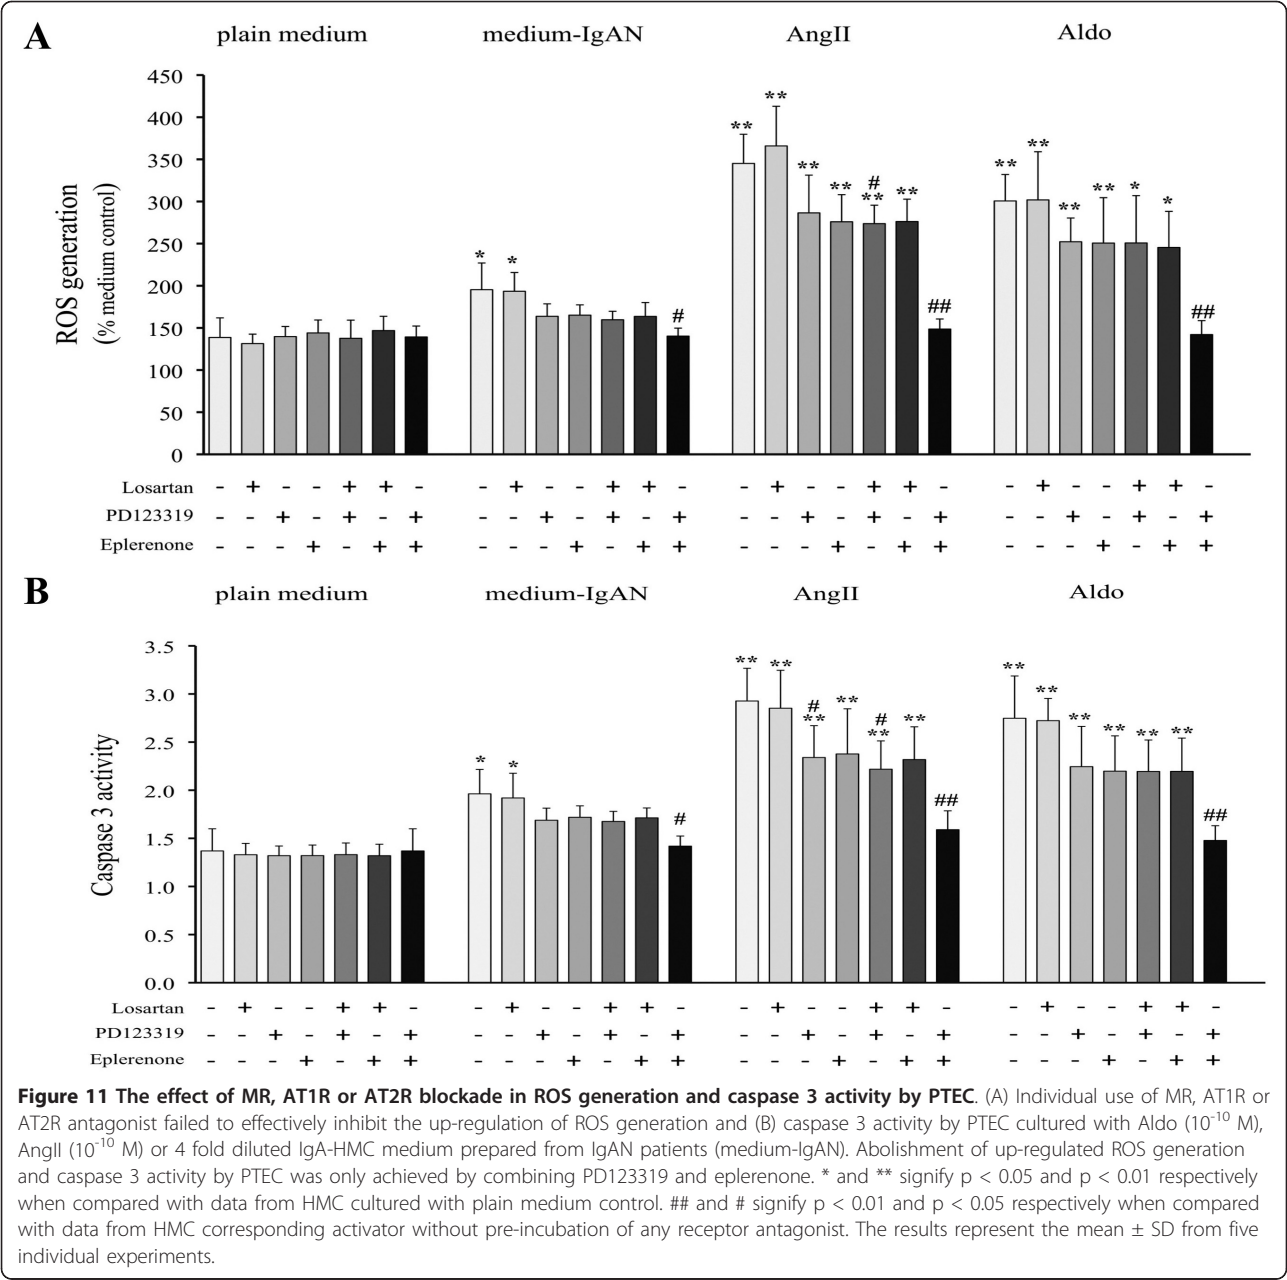 A
plain medium medium-IgAN AngII Aldo
ROS generation
(% medium control)
450
400
350
300
250
200
150
100
50
0
* * ** ** ** ** # ** ** ** ** ** ** * *
# ## ##
Losartan - + - - + + - - + - - + + - - + - - + + - - + - - + + -
PD123319 - - + - + - + - - + - + - + - - + - + - + - - + - + - +
Eplerenone - - - + - + + - - - + - + + - - - + - + + - - - + - + +
B
plain medium medium-IgAN AngII Aldo
Caspase 3 activity
3.5
3.0
2.5
2.0
1.5
1.0
0.5
0.0
* * ** ** # ** ** # ** ** ** ** ** ** ** **
# ## ##
Losartan - + - - + + - - + - - + + - - + - - + + - - + - - + + -
PD123319 - - + - + - + - - + - + - + - - + - + - + - - + - + - +
Eplerenone - - - + - + + - - - + - + + - - - + - + + - - - + - + +
Figure 11 The effect of MR, AT1R or AT2R blockade in ROS generation and caspase 3 activity by PTEC. (A) Individual use of MR, AT1R or
AT2R antagonist failed to effectively inhibit the up-regulation of ROS generation and (B) caspase 3 activity by PTEC cultured with Aldo (10⁻¹⁰ M),
AngII (10⁻¹⁰ M) or 4 fold diluted IgA-HMC medium prepared from IgAN patients (medium-IgAN). Abolishment of up-regulated ROS generation
and caspase 3 activity by PTEC was only achieved by combining PD123319 and eplerenone. * and ** signify p < 0.05 and p < 0.01 respectively
when compared with data from HMC cultured with plain medium control. ## and # signify p < 0.01 and p < 0.05 respectively when compared
with data from HMC corresponding activator without pre-incubation of any receptor antagonist. The results represent the mean ± SD from five
individual experiments.